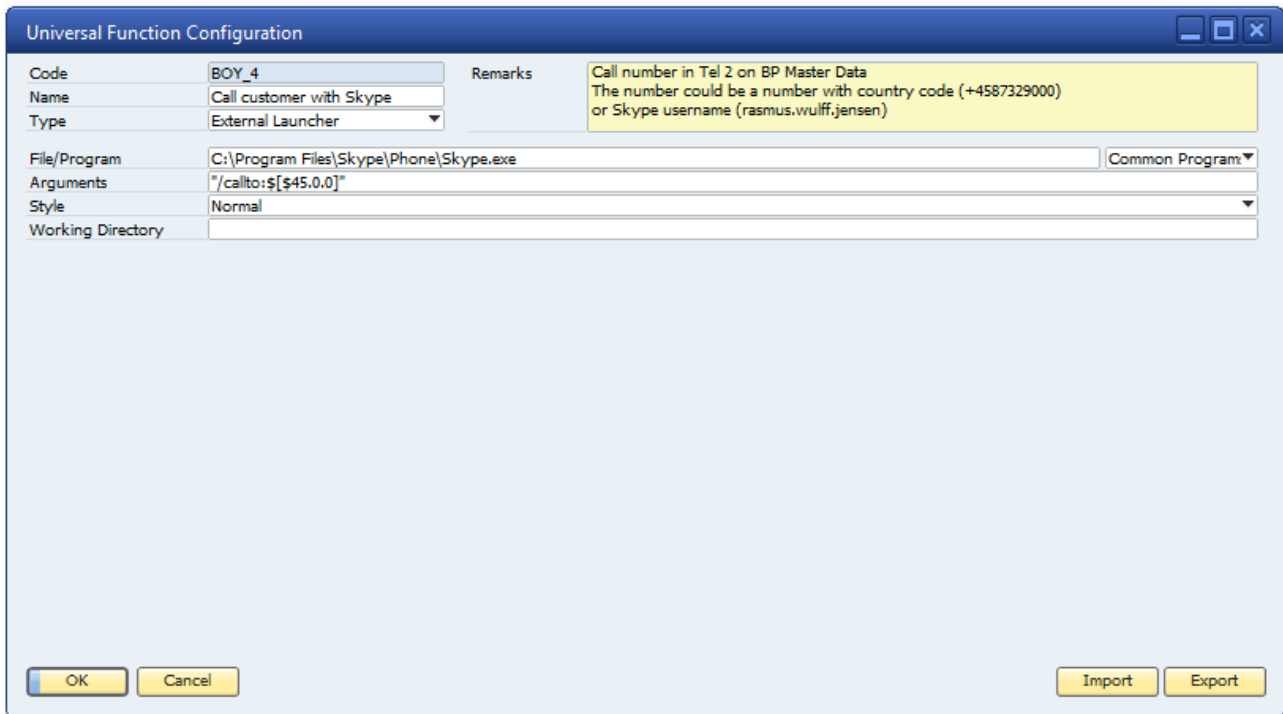 Universal Function Configuration
Code BOY_4 Remarks Call number in Tel 2 on BP Master Data
Name Call customer with Skype The number could be a number with country code (+4587329000)
Type External Launcher or Skype username (rasmus.wulff.jensen)
File/Program C:\Program Files\Skype\Phone\Skype.exe Common Program:
Arguments "/callto:$[$45.0.0]"
Style Normal
Working Directory
OK Cancel Import Export